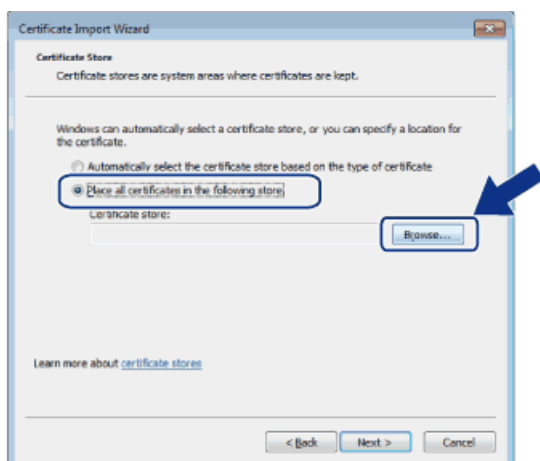 Certificate Import Wizard
Certificate Store
Certificate stores are system areas where certificates are kept.
Windows can automatically select a certificate store, or you can specify a location for
the certificate.
Automatically select the certificate store based on the type of certificate
Place all certificates in the following store
Certificate store:
Browse...
Learn more about certificate stores
< Back Next > Cancel